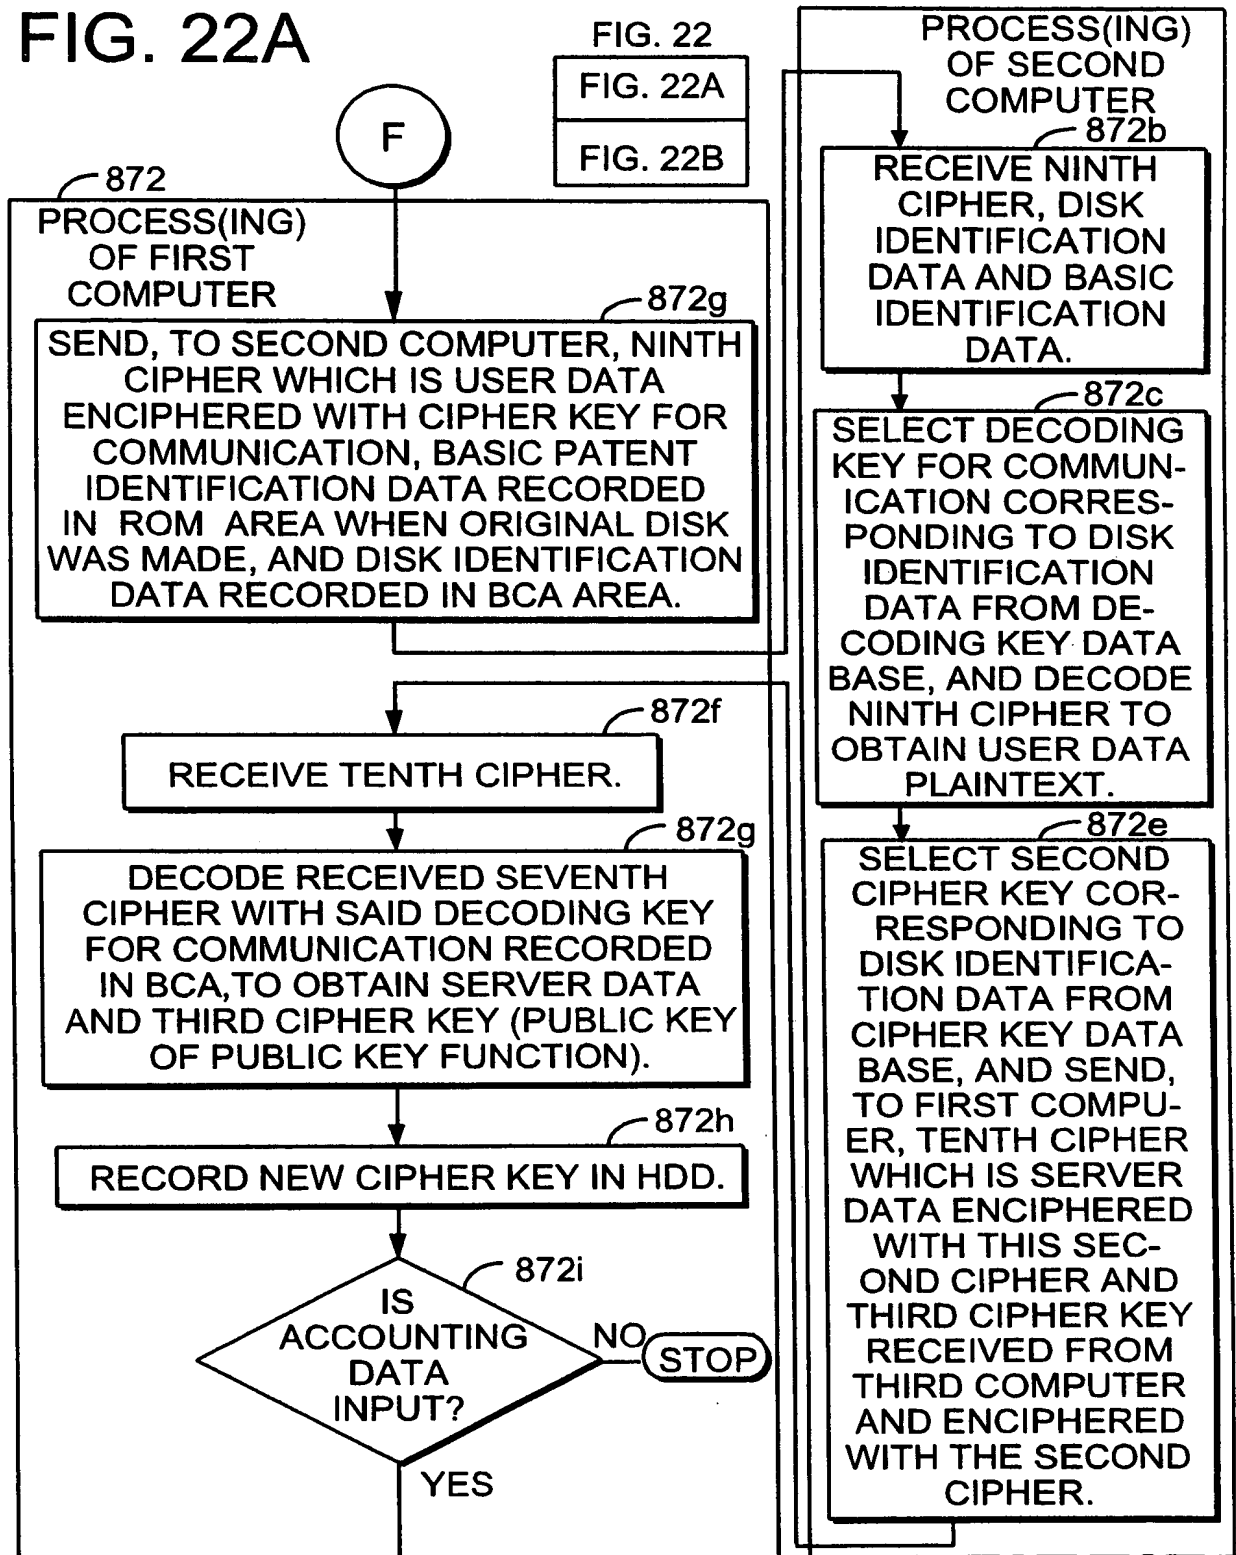 FIG. 22A
FIG. 22
FIG. 22A
FIG. 22B
F
872
PROCESS(ING)
OF FIRST
COMPUTER
872g
SEND, TO SECOND COMPUTER, NINTH
CIPHER WHICH IS USER DATA
ENCIPHERED WITH CIPHER KEY FOR
COMMUNICATION, BASIC PATENT
IDENTIFICATION DATA RECORDED
IN ROM AREA WHEN ORIGINAL DISK
WAS MADE, AND DISK IDENTIFICATION
DATA RECORDED IN BCA AREA.
872f
RECEIVE TENTH CIPHER.
872g
DECODE RECEIVED SEVENTH
CIPHER WITH SAID DECODING KEY
FOR COMMUNICATION RECORDED
IN BCA,TO OBTAIN SERVER DATA
AND THIRD CIPHER KEY (PUBLIC KEY
OF PUBLIC KEY FUNCTION).
872h
RECORD NEW CIPHER KEY IN HDD.
872i
IS
ACCOUNTING
DATA
INPUT?
NO
STOP
YES
PROCESS(ING)
OF SECOND
COMPUTER
872b
RECEIVE NINTH
CIPHER, DISK
IDENTIFICATION
DATA AND BASIC
IDENTIFICATION
DATA.
872c
SELECT DECODING
KEY FOR COMMUN-
ICATION CORRES-
PONDING TO DISK
IDENTIFICATION
DATA FROM DE-
CODING KEY DATA
BASE, AND DECODE
NINTH CIPHER TO
OBTAIN USER DATA
PLAINTEXT.
872e
SELECT SECOND
CIPHER KEY COR-
RESPONDING TO
DISK IDENTIFICA-
TION DATA FROM
CIPHER KEY DATA
BASE, AND SEND,
TO FIRST COMPU-
ER, TENTH CIPHER
WHICH IS SERVER
DATA ENCIPHERED
WITH THIS SEC-
OND CIPHER AND
THIRD CIPHER KEY
RECEIVED FROM
THIRD COMPUTER
AND ENCIPHERED
WITH THE SECOND
CIPHER.